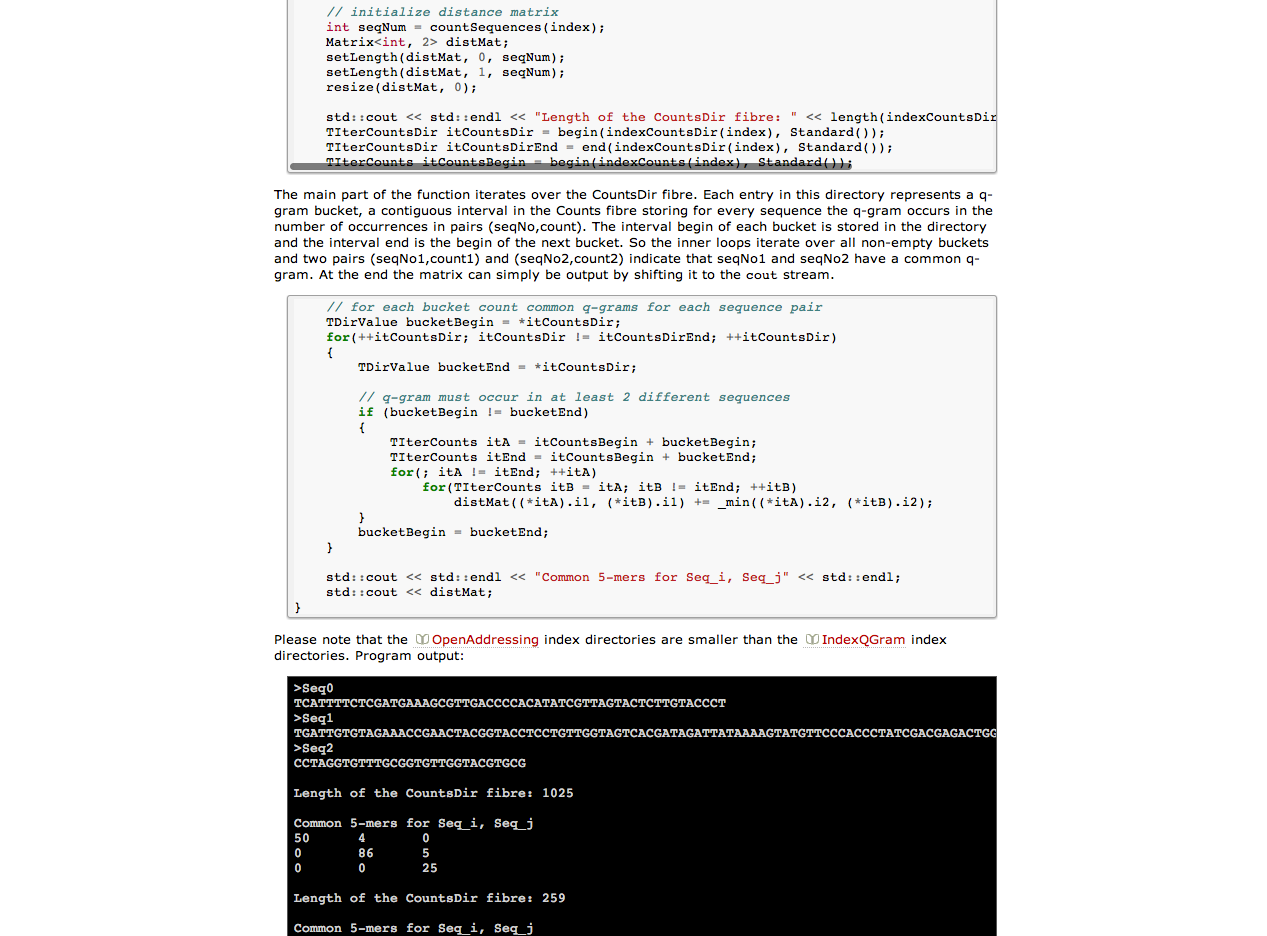 // initialize distance matrix
int seqNum = countSequences(index);
Matrix<int, 2> distMat;
setLength(distMat, 0, seqNum);
setLength(distMat, 1, seqNum);
resize(distMat, 0);
std::cout << std::endl << "Length of the CountsDir fibre: " << length(indexCountsDir
TIterCountsDir itCountsDir = begin(indexCountsDir(index), Standard());
TIterCountsDir itCountsDirEnd = end(indexCountsDir(index), Standard());
TIterCounts itCountsBegin = begin(indexCounts(index), Standard());
The main part of the function iterates over the CountsDir fibre. Each entry in this directory represents a q-
gram bucket, a contiguous interval in the Counts fibre storing for every sequence the q-gram occurs in the
number of occurrences in pairs (seqNo,count). The interval begin of each bucket is stored in the directory
and the interval end is the begin of the next bucket. So the inner loops iterate over all non-empty buckets
and two pairs (seqNo1,count1) and (seqNo2,count2) indicate that seqNo1 and seqNo2 have a common q-
gram. At the end the matrix can simply be output by shifting it to the cout stream.
// for each bucket count common q-grams for each sequence pair
TDirValue bucketBegin = *itCountsDir;
for(++itCountsDir; itCountsDir != itCountsDirEnd; ++itCountsDir)
{
TDirValue bucketEnd = *itCountsDir;
// q-gram must occur in at least 2 different sequences
if (bucketBegin != bucketEnd)
{
TIterCounts itA = itCountsBegin + bucketBegin;
TIterCounts itEnd = itCountsBegin + bucketEnd;
for(; itA != itEnd; ++itA)
for(TIterCounts itB = itA; itB != itEnd; ++itB)
distMat((*itA).i1, (*itB).i1) += _min((*itA).i2, (*itB).i2);
}
bucketBegin = bucketEnd;
}
std::cout << std::endl << "Common 5-mers for Seq_i, Seq_j" << std::endl;
std::cout << distMat;
}
Please note that the OpenAddressing index directories are smaller than the IndexQGram index
directories. Program output:
>Seq0
TCATTTTCTCGATGAAAGCGTTGACCCCACATATCGTTAGTACTCTTGTACCCT
>Seq1
TGATTGTGTAGAAACCGAACTACGGTACCTCCTGTTGGTAGTCACGATAGATTATAAAAGTATGTTCCCACCCTATCGACGAGACTGG
>Seq2
CCTAGGTGTTTGCGGTGTTGGTACGTGCG
Length of the CountsDir fibre: 1025
Common 5-mers for Seq_i, Seq_j
50 4 0
0 86 5
0 0 25
Length of the CountsDir fibre: 259
Common 5-mers for Seq_i, Seq_j